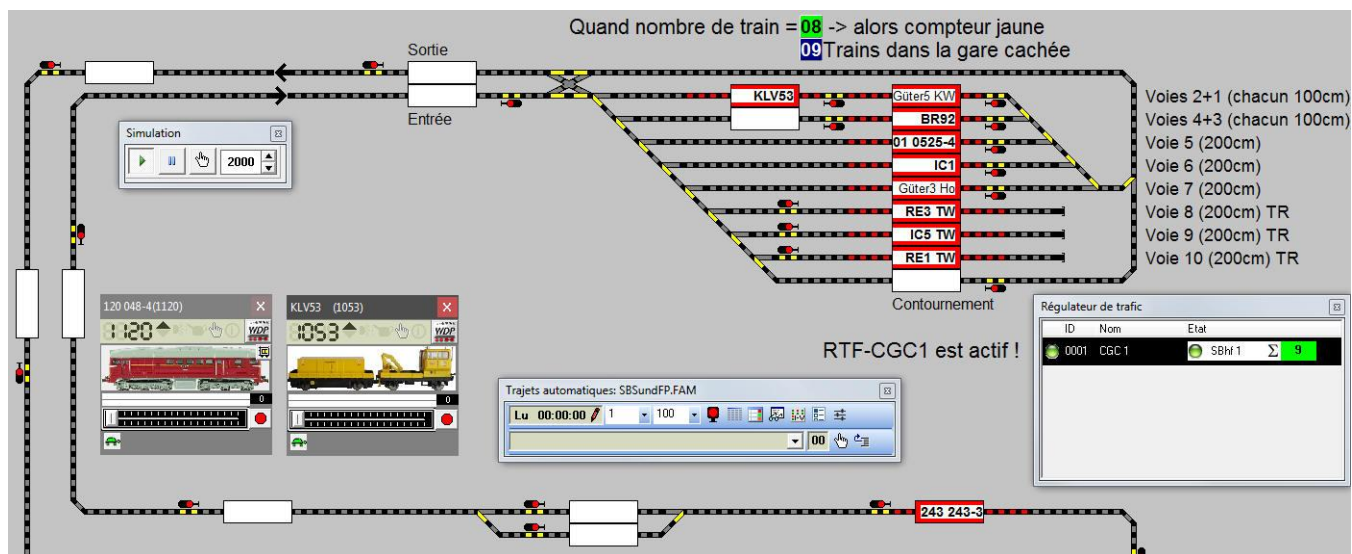 Quand nombre de train = 08 -> alors compteur jaune
09 Trains dans la gare cachée
Sortie
Entrée
KLV53
Güter5 KW
Voies 2+1 (chacun 100cm)
BR92
Voies 4+3 (chacun 100cm)
01 0525-4
Voie 5 (200cm)
IC1
Voie 6 (200cm)
Güter3 Ho
Voie 7 (200cm)
RE3 TW
Voie 8 (200cm) TR
IC5 TW
Voie 9 (200cm) TR
RE1 TW
Voie 10 (200cm) TR
Contournement
Simulation
2000
120 048-4(1120)
1120
WDP
0
KLV53 (1053)
1053
WDP
0
RTF-CGC1 est actif !
Régulateur de trafic
ID Nom Etat
0001 CGC 1 SBhf 1 Σ 9
Trajets automatiques: SBSundFP.FAM
Lu 00:00:00 1 100
00
243 243-3